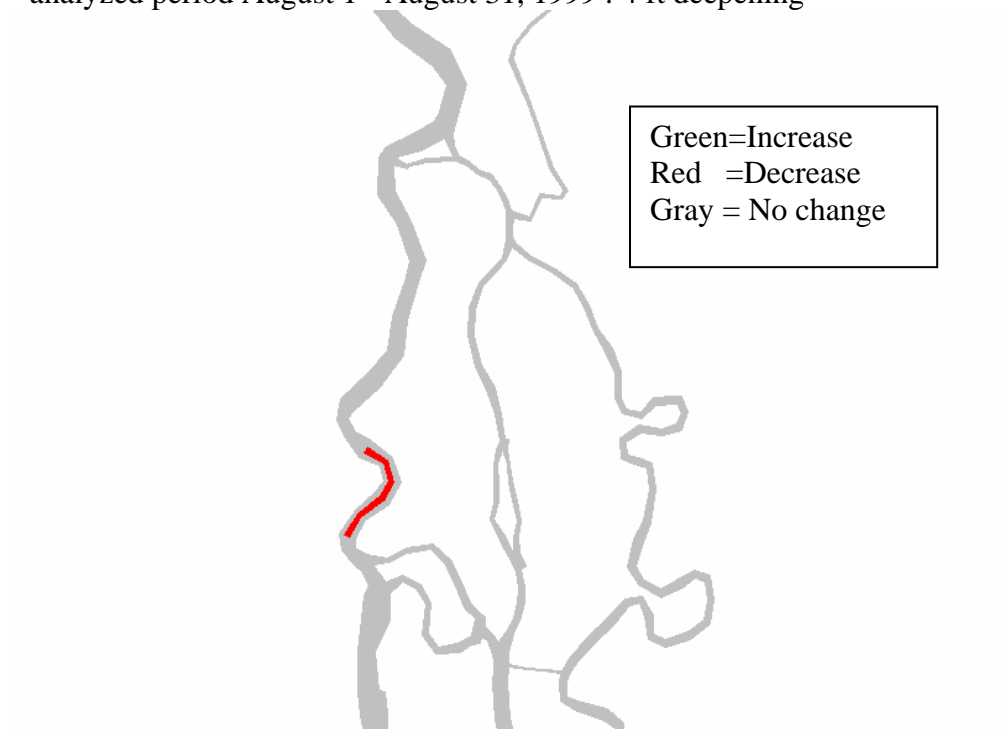 analyzed period August 1 - August 31, 1999 : 4 ft deepening
Green=Increase
Red =Decrease
Gray = No change